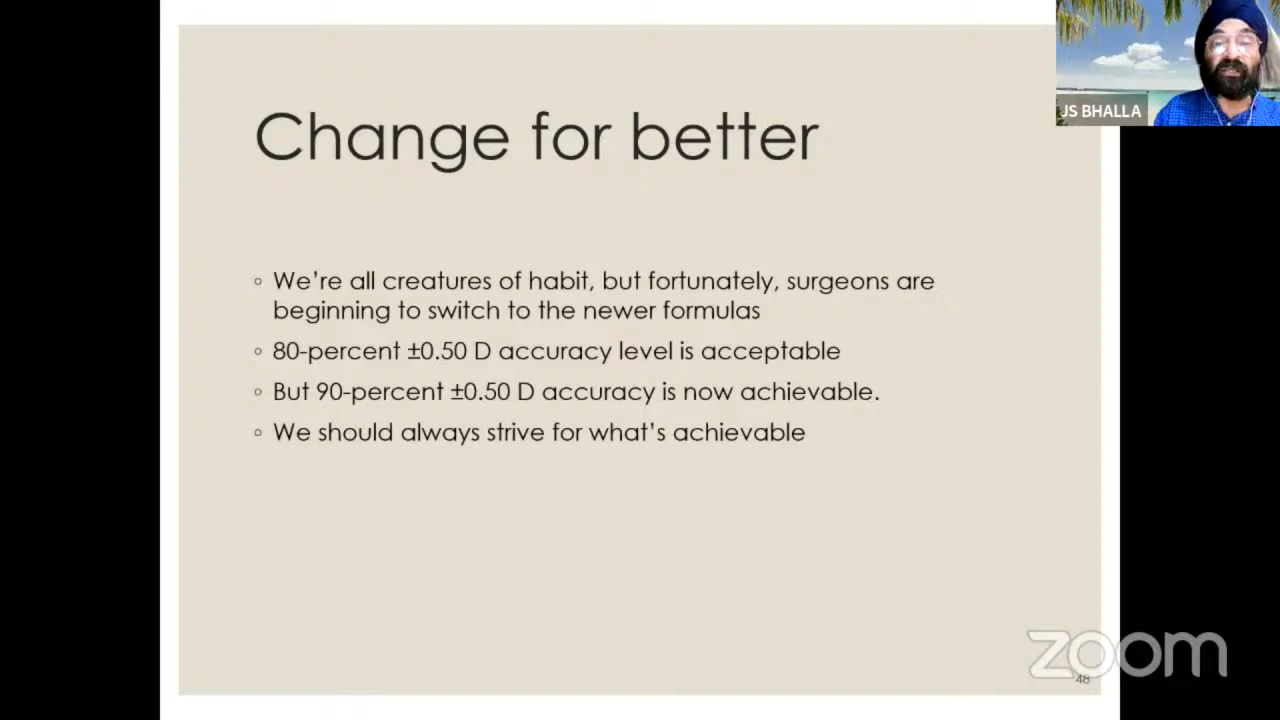 Change for better
◦ We're all creatures of habit, but fortunately, surgeons are
beginning to switch to the newer formulas
◦ 80-percent ±0.50 D accuracy level is acceptable
◦ But 90-percent ±0.50 D accuracy is now achievable.
◦ We should always strive for what's achievable
JS BHALLA
zoom
48